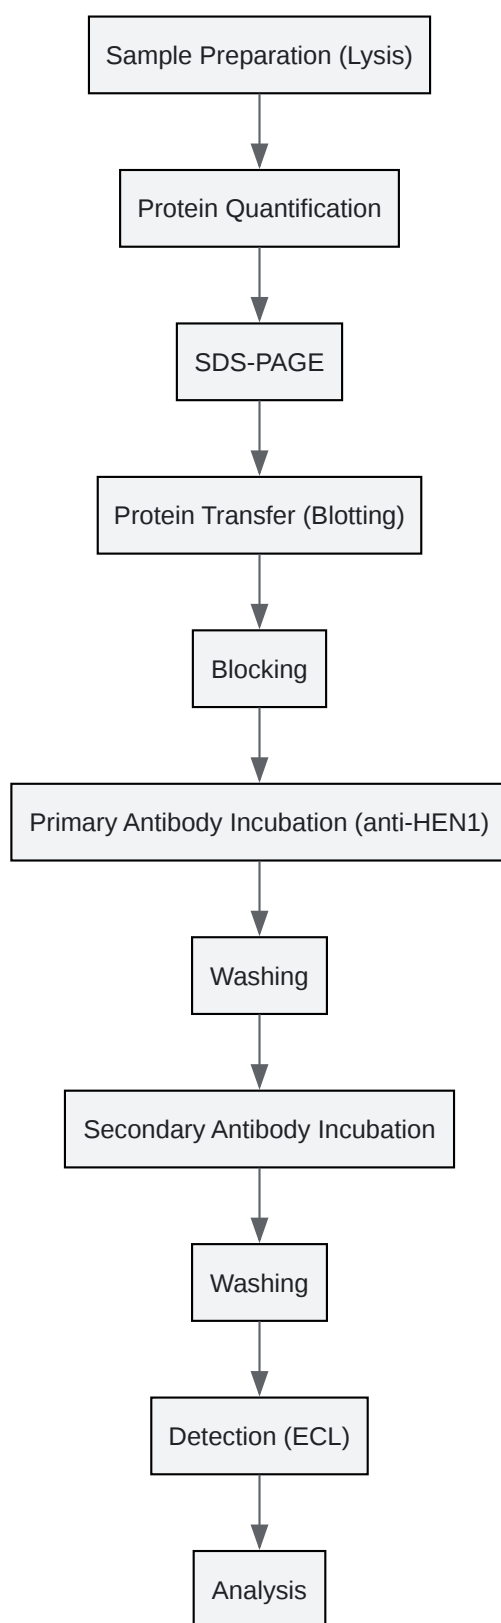 Sample Preparation (Lysis)
Protein Quantification
SDS-PAGE
Protein Transfer (Blotting)
Blocking
Primary Antibody Incubation (anti-HEN1)
Washing
Secondary Antibody Incubation
Washing
Detection (ECL)
Analysis